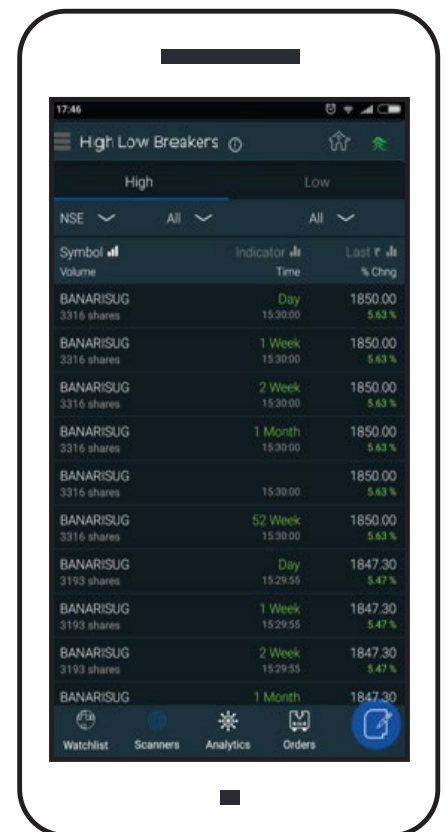 17:46
High Low Breakers
High Low
NSE All All
Symbol Indicator Last ₹
Volume Time % Chng
BANARISUG Day 1850.00
3316 shares 15:30:00 5.63 %
BANARISUG 1 Week 1850.00
3316 shares 15:30:00 5.63 %
BANARISUG 2 Week 1850.00
3316 shares 15:30:00 5.63 %
BANARISUG 1 Month 1850.00
3316 shares 15:30:00 5.63 %
BANARISUG 1850.00
3316 shares 15:30:00 5.63 %
BANARISUG 52 Week 1850.00
3316 shares 15:30:00 5.63 %
BANARISUG Day 1847.30
3193 shares 15:29:55 5.47 %
BANARISUG 1 Week 1847.30
3193 shares 15:29:55 5.47 %
BANARISUG 2 Week 1847.30
3193 shares 15:29:55 5.47 %
BANARISUG 1 Month 1847.30
Watchlist Scanners Analytics Orders